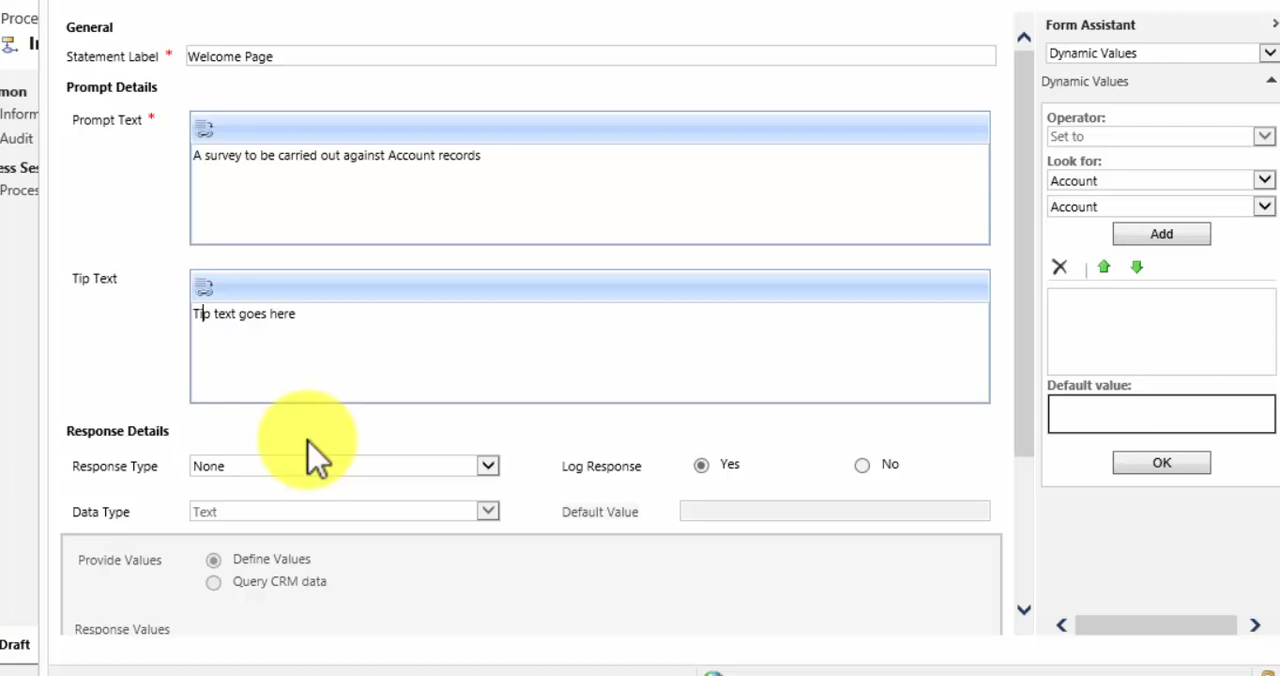 Proce
In
mon
Inforn
Audit
ess Ses
Proces
Draft
General
Statement Label * Welcome Page
Prompt Details
Prompt Text *
A survey to be carried out against Account records
Tip Text
Tip text goes here
Response Details
Response Type None Log Response Yes No
Data Type Text Default Value
Provide Values Define Values
Query CRM data
Response Values
Form Assistant
Dynamic Values
Dynamic Values
Operator:
Set to
Look for:
Account
Account
Add
Default value:
OK